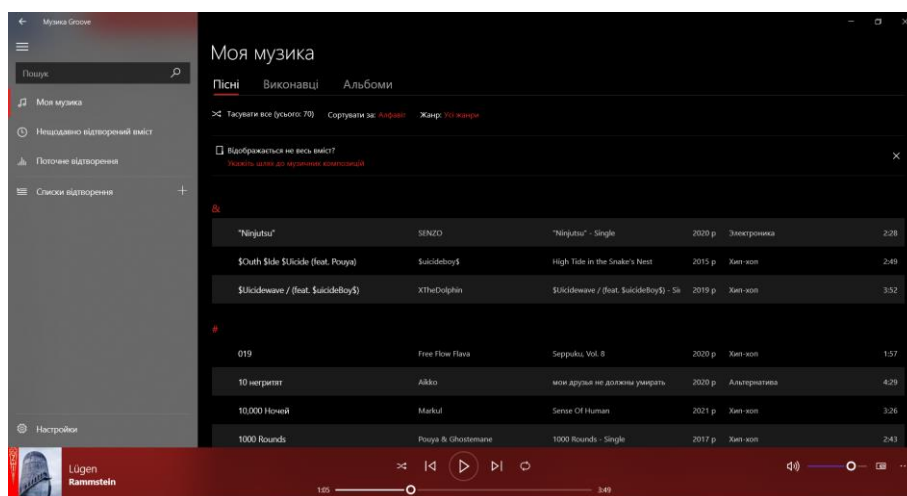 Музика Groove
Моя музика
Пошук
Пісні Виконавці Альбоми
Моя музика
Тасувати все (усього: 70) Сортувати за: Алфавіт Жанр: Усі жанри
Нещодавно відтворений вміст
Відображається не весь вміст?
Поточне відтворення
Укажіть шлях до музичних композицій
Списки відтворення
&
"Ninjutsu" SENZO "Ninjutsu" - Single 2020 р Электроника 2:28
$Outh $Ide $Uicide (feat. Pouya) $uicideboy$ High Tide in the Snake's Nest 2015 р Хип-хоп 2:49
$Uicidewave / (feat. $uicideBoy$) XTheDolphin $Uicidewave / (feat. $uicideBoy$) - Sin 2019 р Хип-хоп 3:52
#
019 Free Flow Flava Seppuku, Vol. 8 2020 р Хип-хоп 1:57
10 негритят Aikko мои друзья не должны умирать 2020 р Альтернатива 4:29
10,000 Ночей Markul Sense Of Human 2021 р Хип-хоп 3:26
Настройки
1000 Rounds Pouya & Ghostemane 1000 Rounds - Single 2017 р Хип-хоп 2:43
Lügen
Rammstein
1:05 3:49